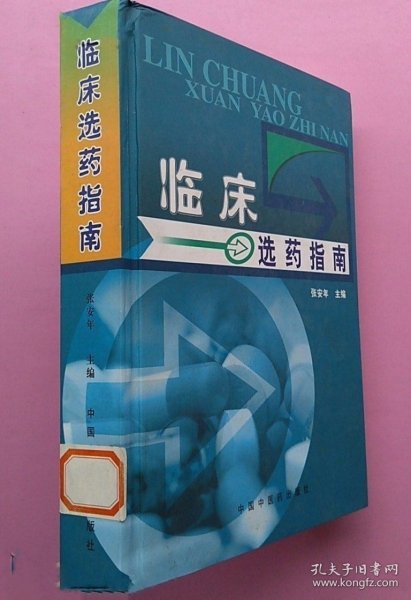 临床选药指南
张安年 主编 中国
版社
LIN CHUANG
XUAN YAO ZHI NAN
临床
选药指南
张安年 主编
中国中医药出版社
孔夫子旧书网
www.kongfz.com